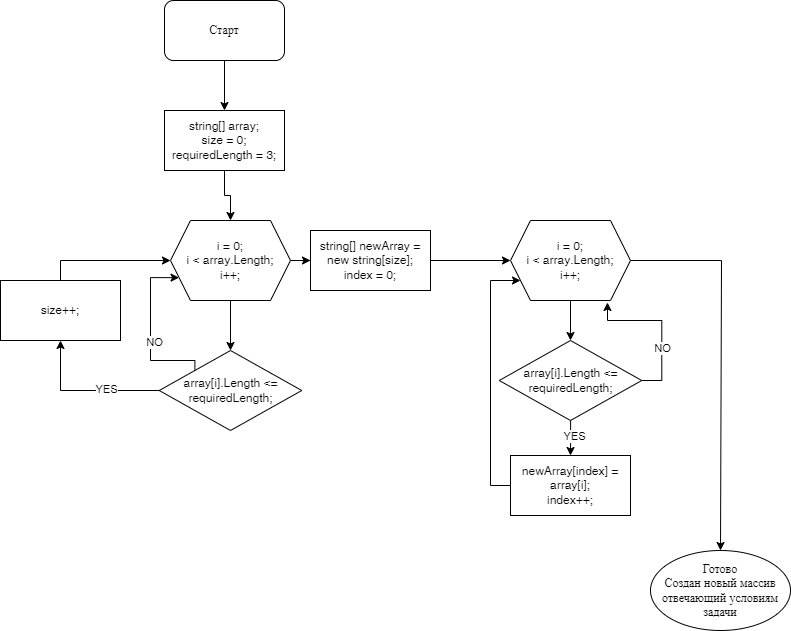 Старт
string[] array;
size = 0;
requiredLength = 3;
i = 0;
i < array.Length;
i++;
string[] newArray =
new string[size];
index = 0;
i = 0;
i < array.Length;
i++;
size++;
NO
array[i].Length <=
requiredLength;
YES
array[i].Length <=
requiredLength;
NO
YES
newArray[index] =
array[i];
index++;
Готово
Создан новый массив
отвечающий условиям
задачи